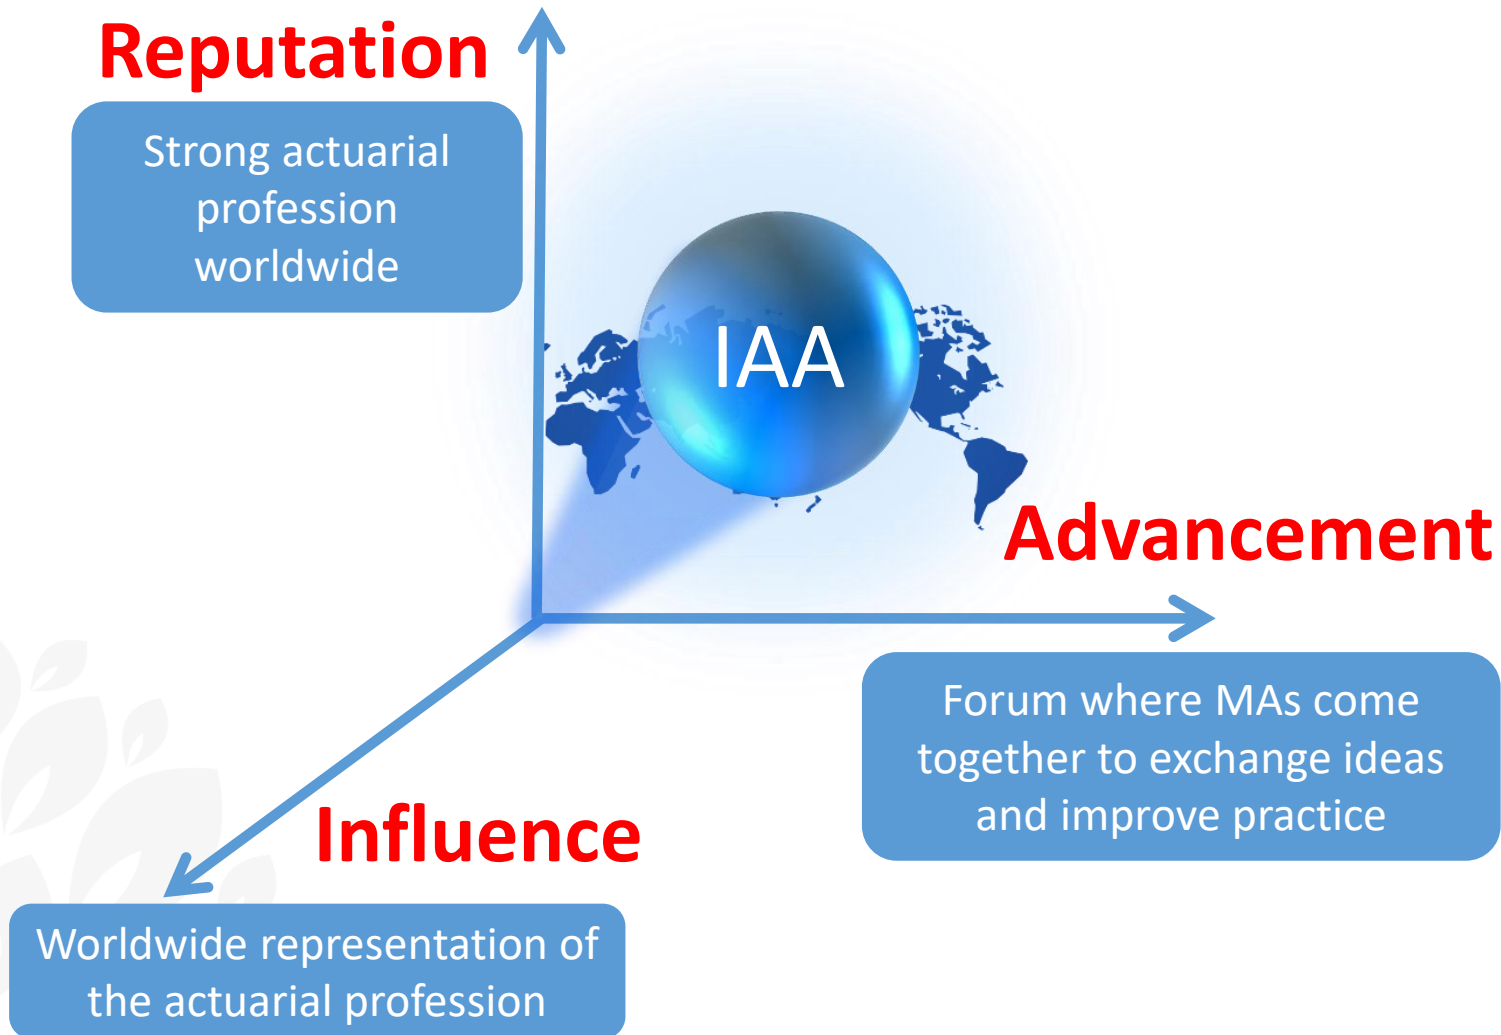 Reputation
Strong actuarial
profession
worldwide
IAA
Advancement
Forum where MAs come
together to exchange ideas
and improve practice
Influence
Worldwide representation of
the actuarial profession